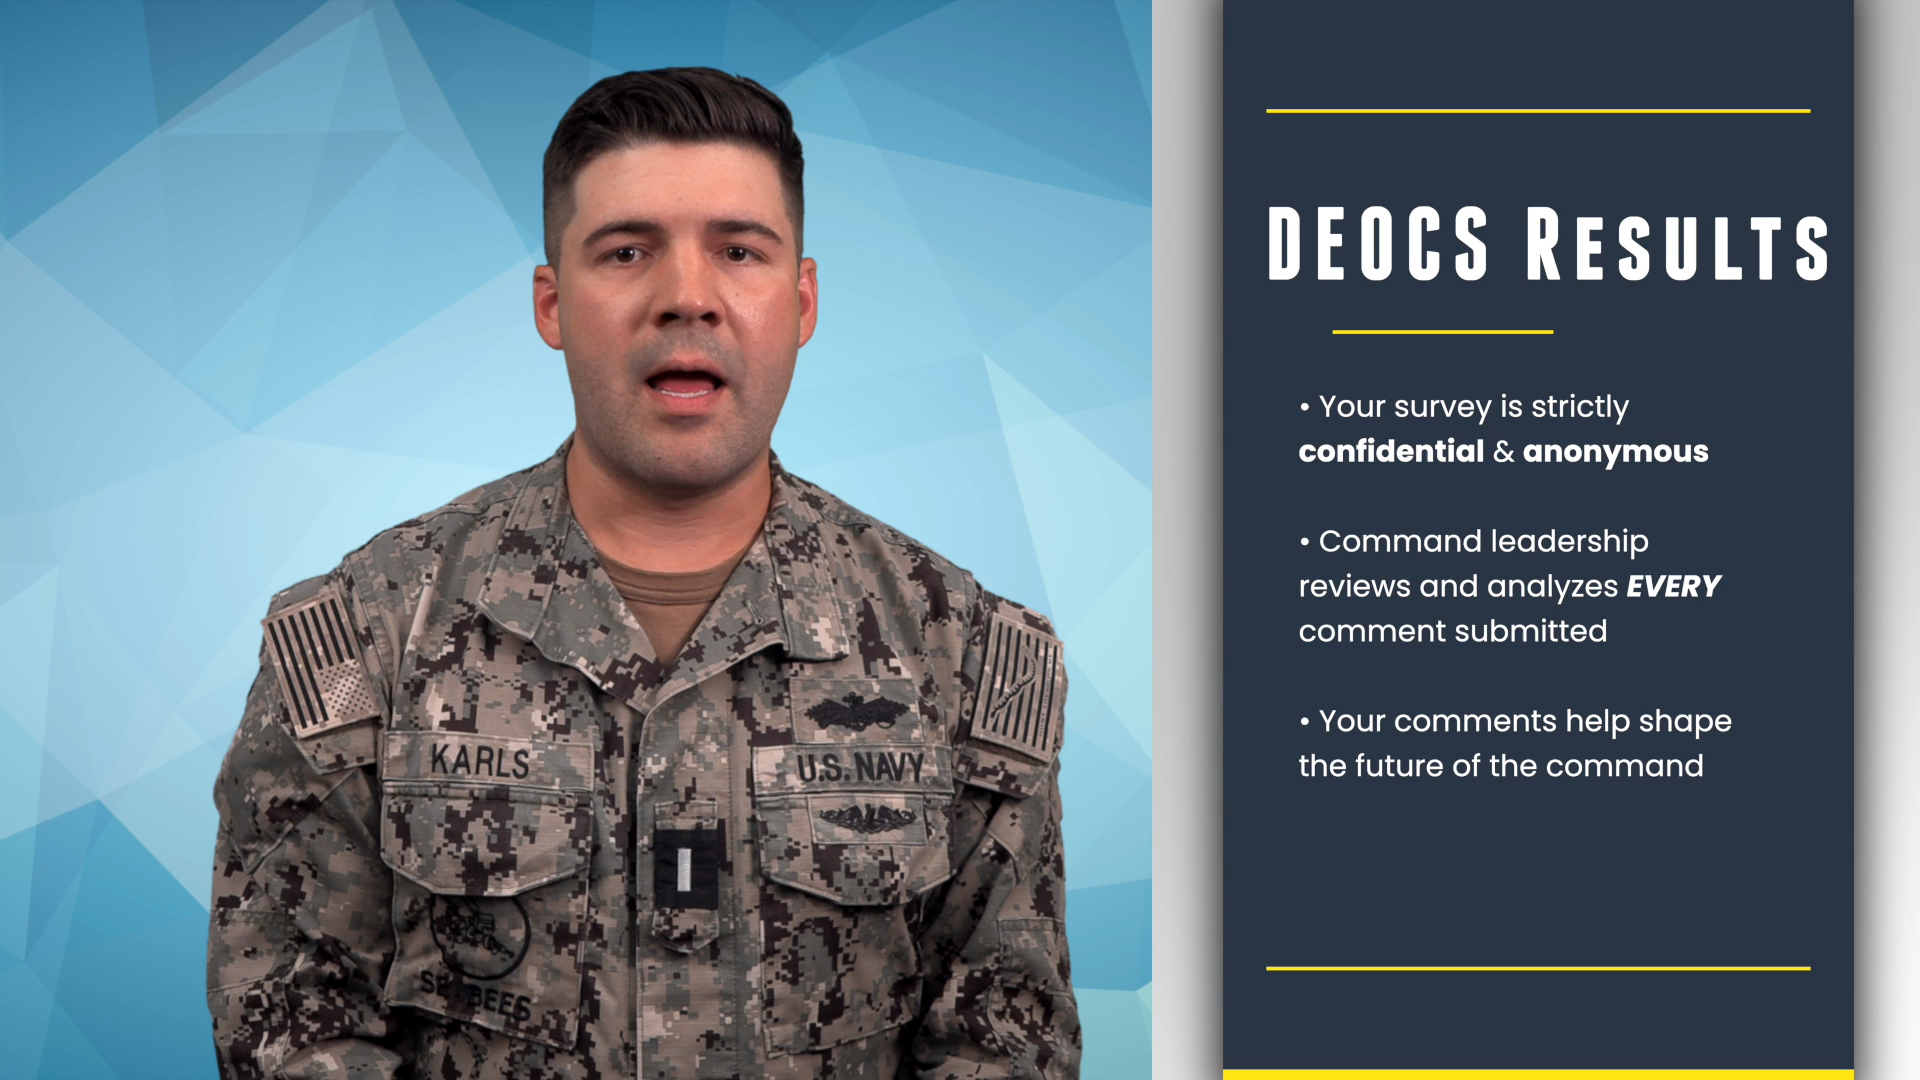 KARLS
U.S. NAVY
SEABEES
DEOCS RESULTS
• Your survey is strictly
confidential & anonymous
• Command leadership
reviews and analyzes EVERY
comment submitted
• Your comments help shape
the future of the command